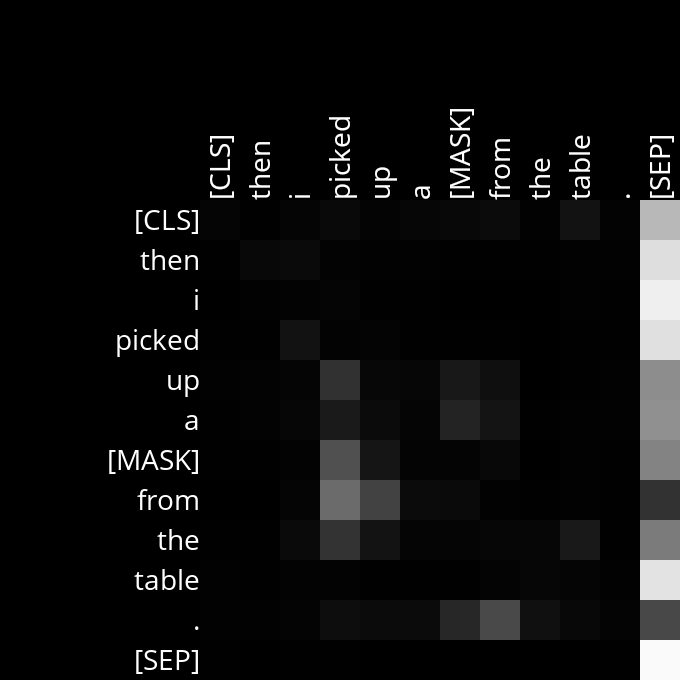 [CLS] then i picked up a [MASK] from the table . [SEP]
[CLS]
then
i
picked
up
a
[MASK]
from
the
table
.
[SEP]